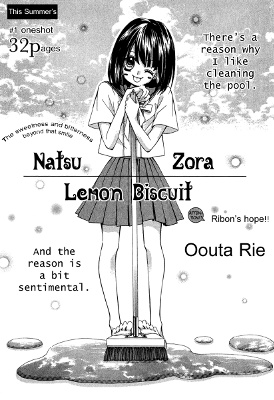 This Summer's
#1 oneshot
32pages
There's a
reason why
I like
cleaning
the pool.
The sweetness and bitterness
beyond that smile
Natsu Zora
Lemon Biscuit
Ribon's hope!!
Oouta Rie
And the
reason is
a bit
sentimental.